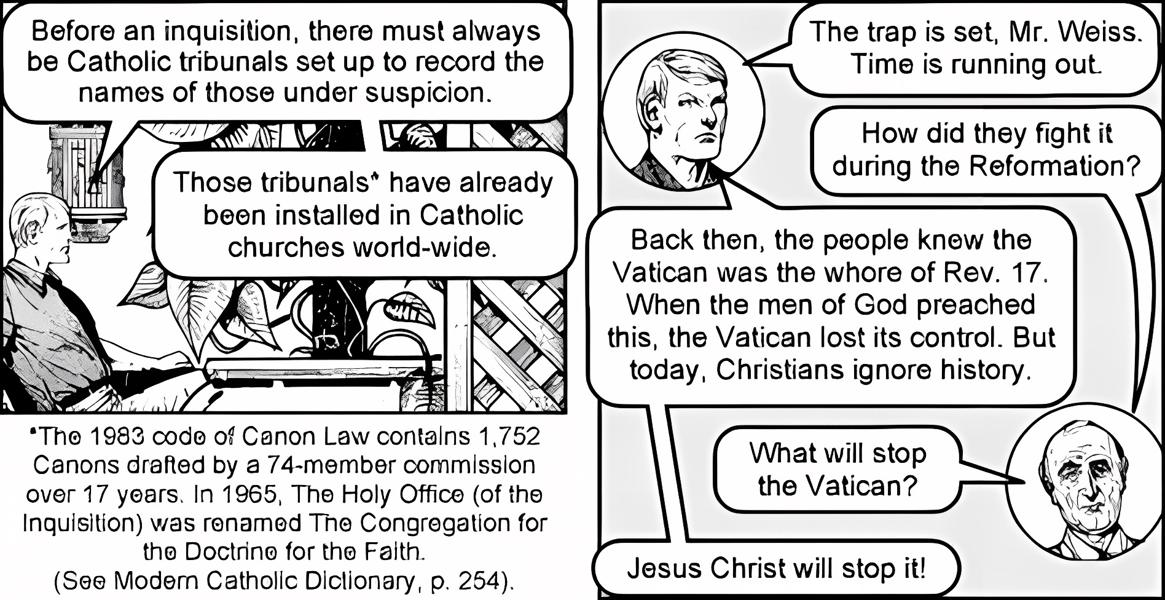 Before an inquisition, there must always
be Catholic tribunals set up to record the
names of those under suspicion.
Those tribunals* have already
been installed in Catholic
churches world-wide.
*The 1983 code of Canon Law contains 1,752
Canons drafted by a 74-member commission
over 17 years. In 1965, The Holy Office (of the
Inquisition) was renamed The Congregation for
the Doctrine for the Faith.
(See Modern Catholic Dictionary, p. 254).
The trap is set, Mr. Weiss.
Time is running out.
How did they fight it
during the Reformation?
Back then, the people knew the
Vatican was the whore of Rev. 17.
When the men of God preached
this, the Vatican lost its control. But
today, Christians ignore history.
What will stop
the Vatican?
Jesus Christ will stop it!